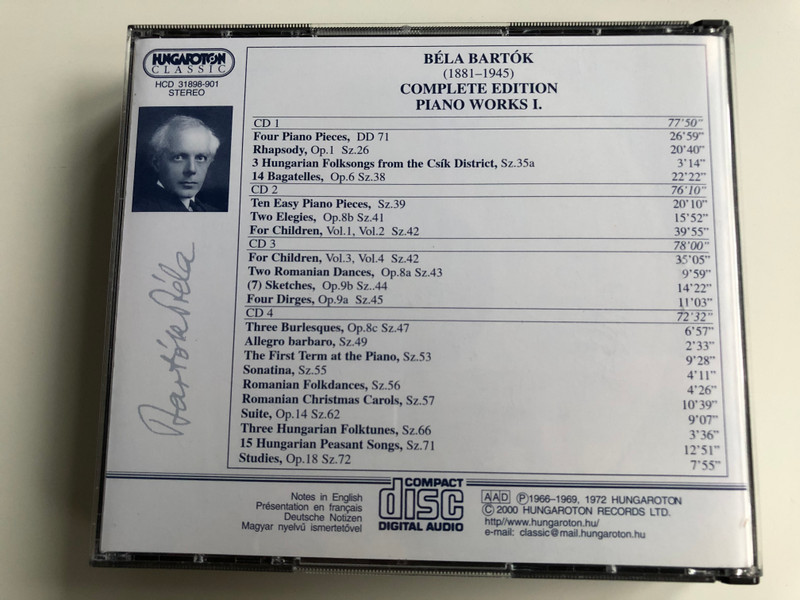 HUNGAROTON
CLASSIC
HCD 31898-901
STEREO
BÉLA BARTÓK
(1881–1945)
COMPLETE EDITION
PIANO WORKS I.
CD 1 77’50”
Four Piano Pieces, DD 71 26’59”
Rhapsody, Op.1 Sz.26 20’40”
3 Hungarian Folksongs from the Csík District, Sz.35a 3’14”
14 Bagatelles, Op.6 Sz.38 22’22”
CD 2 76’10”
Ten Easy Piano Pieces, Sz.39 20’10”
Two Elegies, Op.8b Sz.41 15’52”
For Children, Vol.1, Vol.2 Sz.42 39’55”
CD 3 78’00”
For Children, Vol.3, Vol.4 Sz.42 35’05”
Two Romanian Dances, Op.8a Sz.43 9’59”
(7) Sketches, Op.9b Sz..44 14’22”
Four Dirges, Op.9a Sz.45 11’03”
CD 4 72’32”
Three Burlesques, Op.8c Sz.47 6’57”
Allegro barbaro, Sz.49 2’33”
The First Term at the Piano, Sz.53 9’28”
Sonatina, Sz.55 4’11”
Romanian Folkdances, Sz.56 4’26”
Romanian Christmas Carols, Sz.57 10’39”
Suite, Op.14 Sz.62 9’07”
Three Hungarian Folktunes, Sz.66 3’36”
15 Hungarian Peasant Songs, Sz.71 12’51”
Studies, Op.18 Sz.72 7’55”
Bartók Béla
Notes in English
Présentation en français
Deutsche Notizen
Magyar nyelvű ismertetővel
COMPACT
disc
DIGITAL AUDIO
AAD Ⓟ1966–1969, 1972 HUNGAROTON
© 2000 HUNGAROTON RECORDS LTD.
http//www.hungaroton.hu/
e-mail: classic@mail.hungaroton.hu